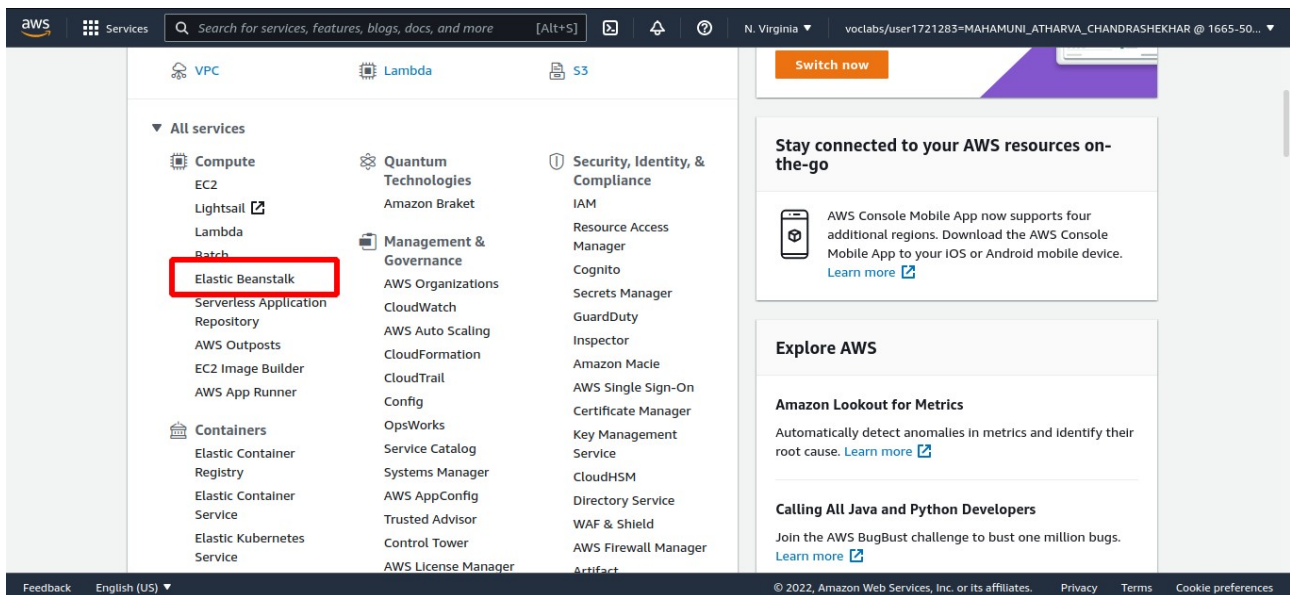 aws
Services
Search for services, features, blogs, docs, and more [Alt+S]
N. Virginia ▼
voclabs/user1721283=MAHAMUNI_ATHARVA_CHANDRASHEKHAR @ 1665-50... ▼
VPC
Lambda
S3
▼ All services
Compute
EC2
Lightsail
Lambda
Batch
Elastic Beanstalk
Serverless Application
Repository
AWS Outposts
EC2 Image Builder
AWS App Runner
Containers
Elastic Container
Registry
Elastic Container
Service
Elastic Kubernetes
Service
Quantum
Technologies
Amazon Braket
Management &
Governance
AWS Organizations
CloudWatch
AWS Auto Scaling
CloudFormation
CloudTrail
Config
OpsWorks
Service Catalog
Systems Manager
AWS AppConfig
Trusted Advisor
Control Tower
AWS License Manager
Security, Identity, &
Compliance
IAM
Resource Access
Manager
Cognito
Secrets Manager
GuardDuty
Inspector
Amazon Macie
AWS Single Sign-On
Certificate Manager
Key Management
Service
CloudHSM
Directory Service
WAF & Shield
AWS Firewall Manager
Artifact
Switch now
Stay connected to your AWS resources on-
the-go
AWS Console Mobile App now supports four
additional regions. Download the AWS Console
Mobile App to your iOS or Android mobile device.
Learn more
Explore AWS
Amazon Lookout for Metrics
Automatically detect anomalies in metrics and identify their
root cause. Learn more
Calling All Java and Python Developers
Join the AWS BugBust challenge to bust one million bugs.
Learn more
Feedback
English (US) ▼
© 2022, Amazon Web Services, Inc. or its affiliates.
Privacy
Terms
Cookie preferences